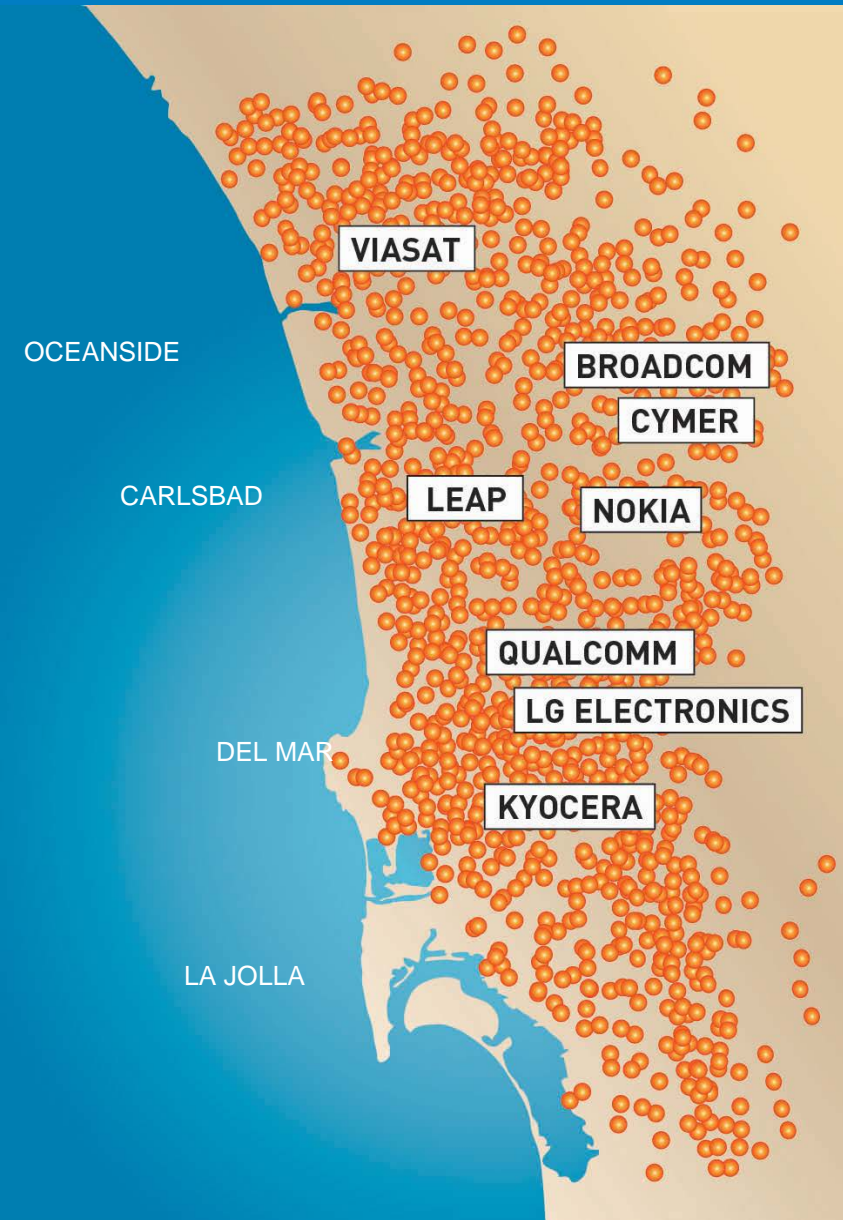 VIASAT
OCEANSIDE
BROADCOM
CYMER
CARLSBAD
LEAP
NOKIA
QUALCOMM
LG ELECTRONICS
DEL MAR
KYOCERA
LA JOLLA